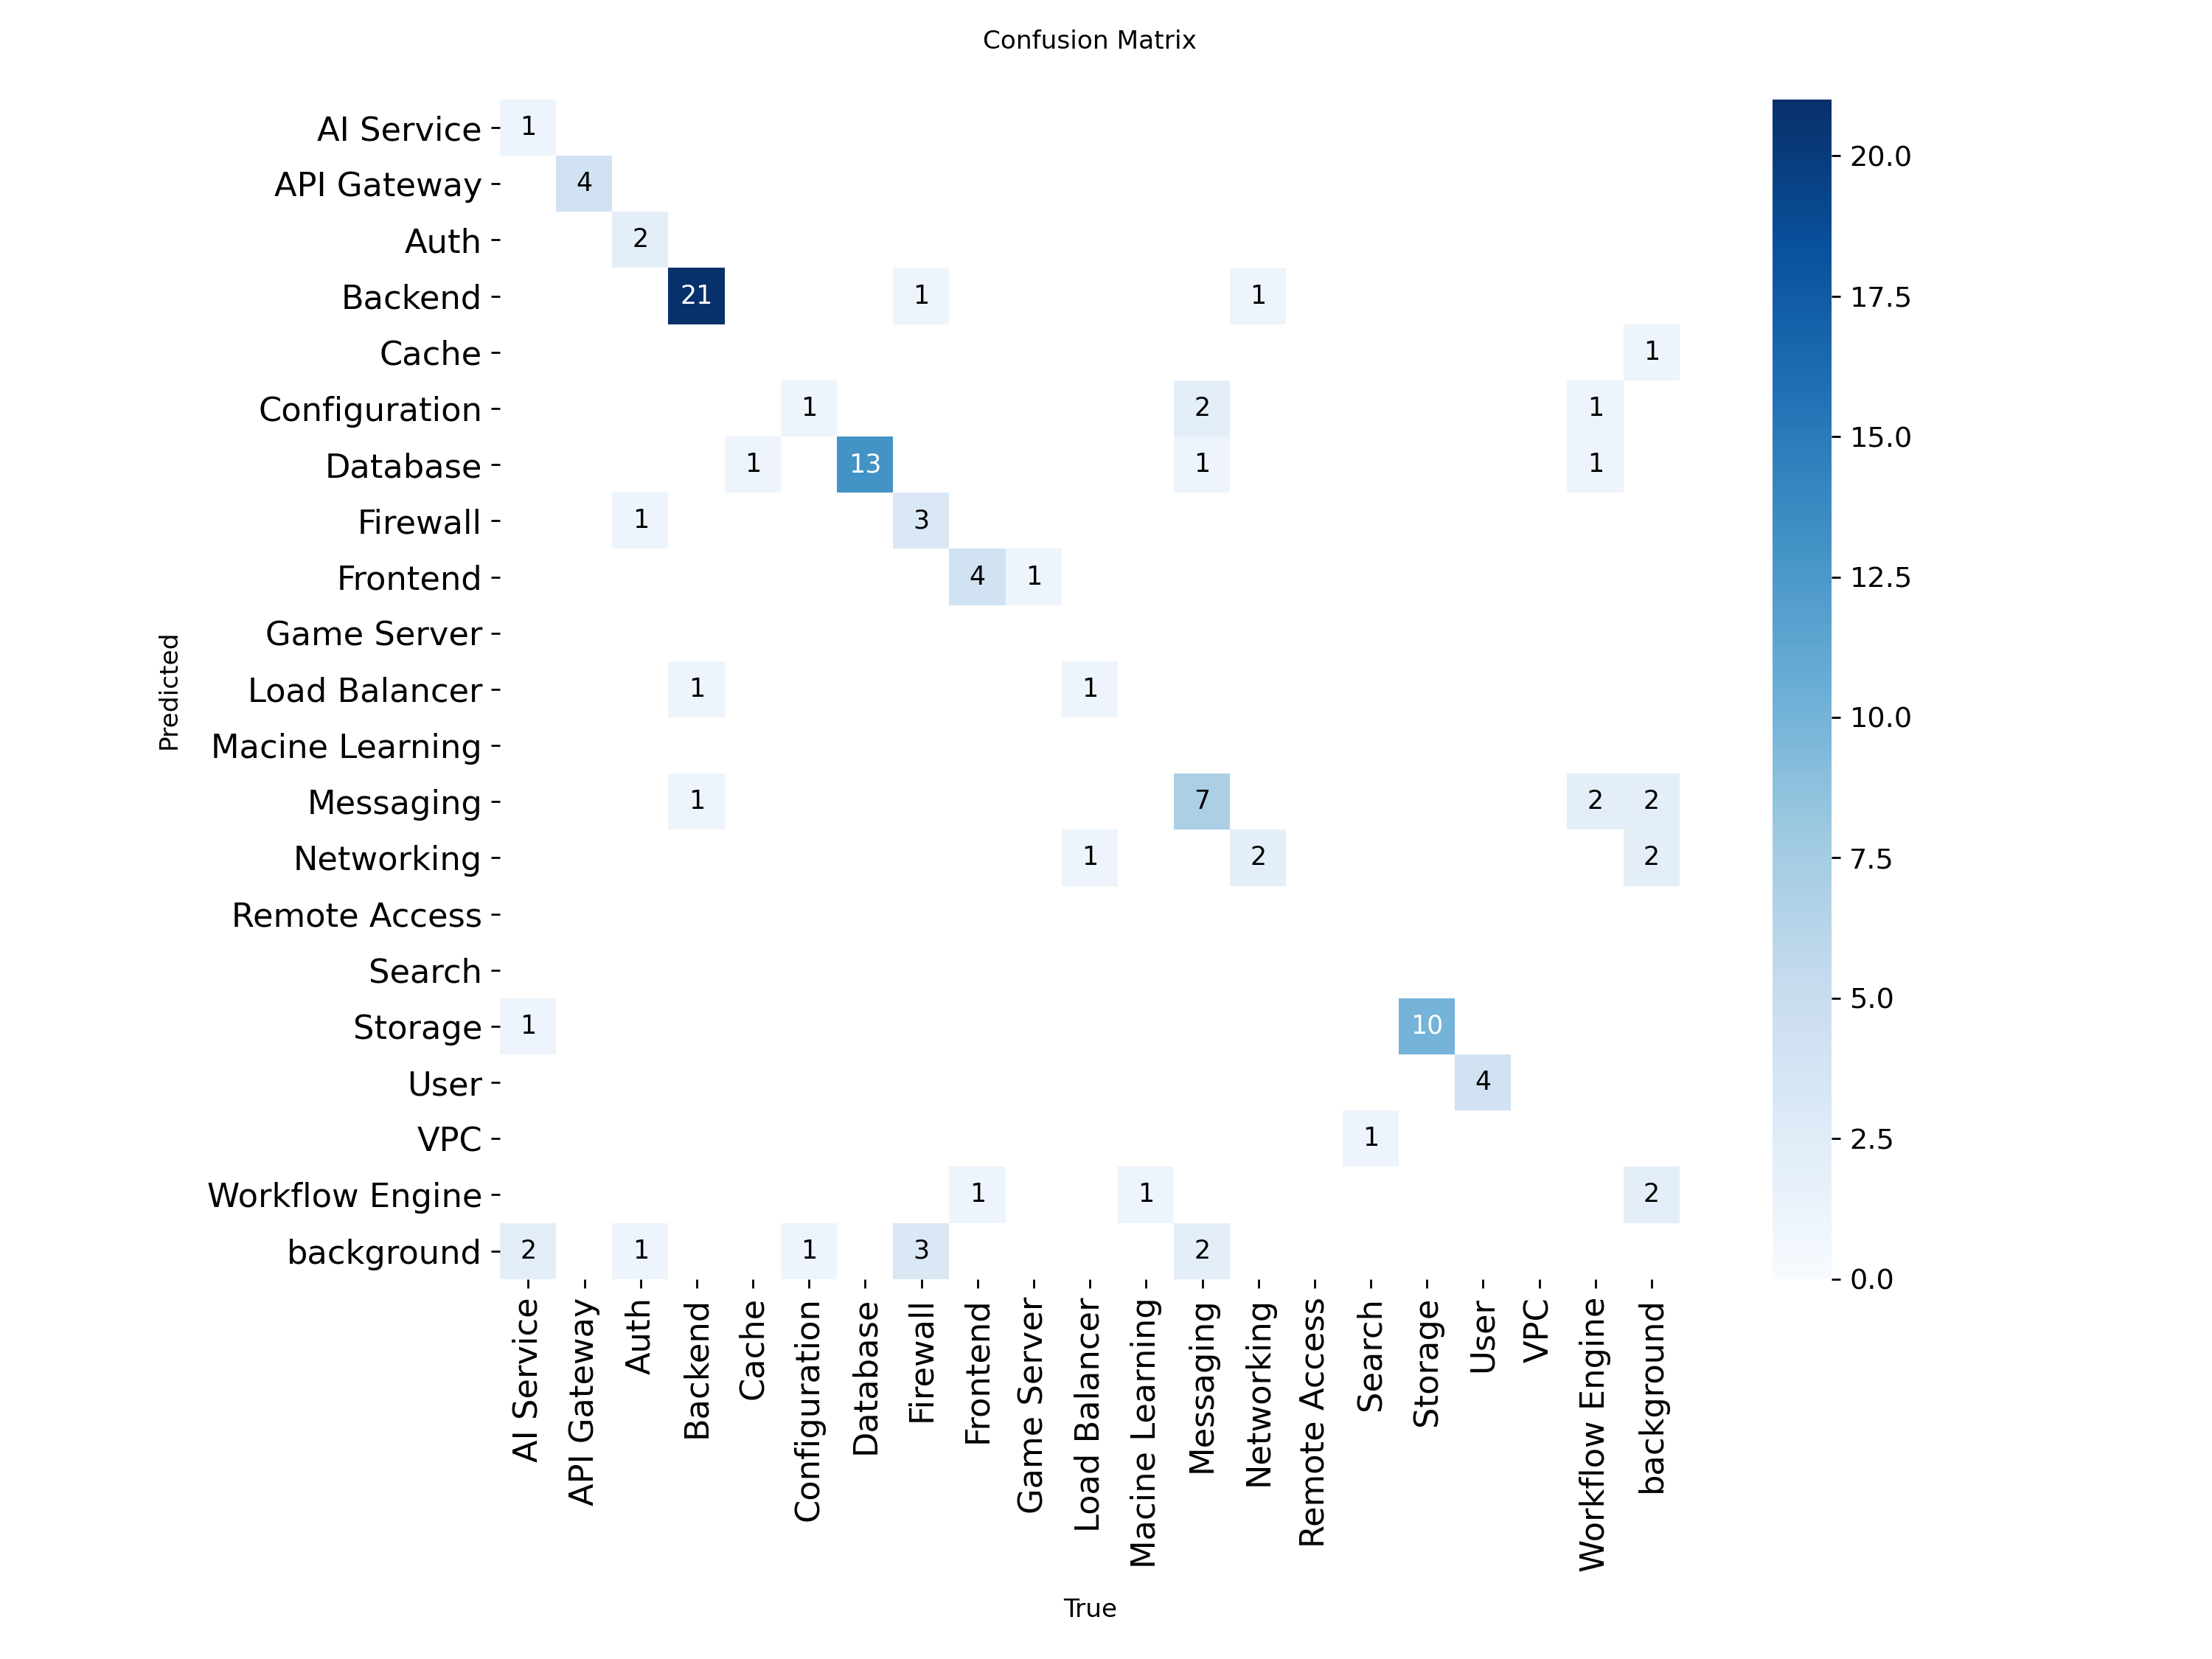 Confusion Matrix
AI Service 1
API Gateway 4
Auth 2
Backend 21 1 1
Cache 1
Configuration 1 2 1
Database 1 13 1 1
Firewall 1 3
Frontend 4 1
Game Server
Load Balancer 1 1
Macine Learning
Messaging 1 7 2 2
Networking 1 2 2
Remote Access
Search
Storage 1 10
User 4
VPC 1
Workflow Engine 1 1 2
background 2 1 1 3 2
Predicted
AI Service
API Gateway
Auth
Backend
Cache
Configuration
Database
Firewall
Frontend
Game Server
Load Balancer
Macine Learning
Messaging
Networking
Remote Access
Search
Storage
User
VPC
Workflow Engine
background
True
20.0
17.5
15.0
12.5
10.0
7.5
5.0
2.5
0.0